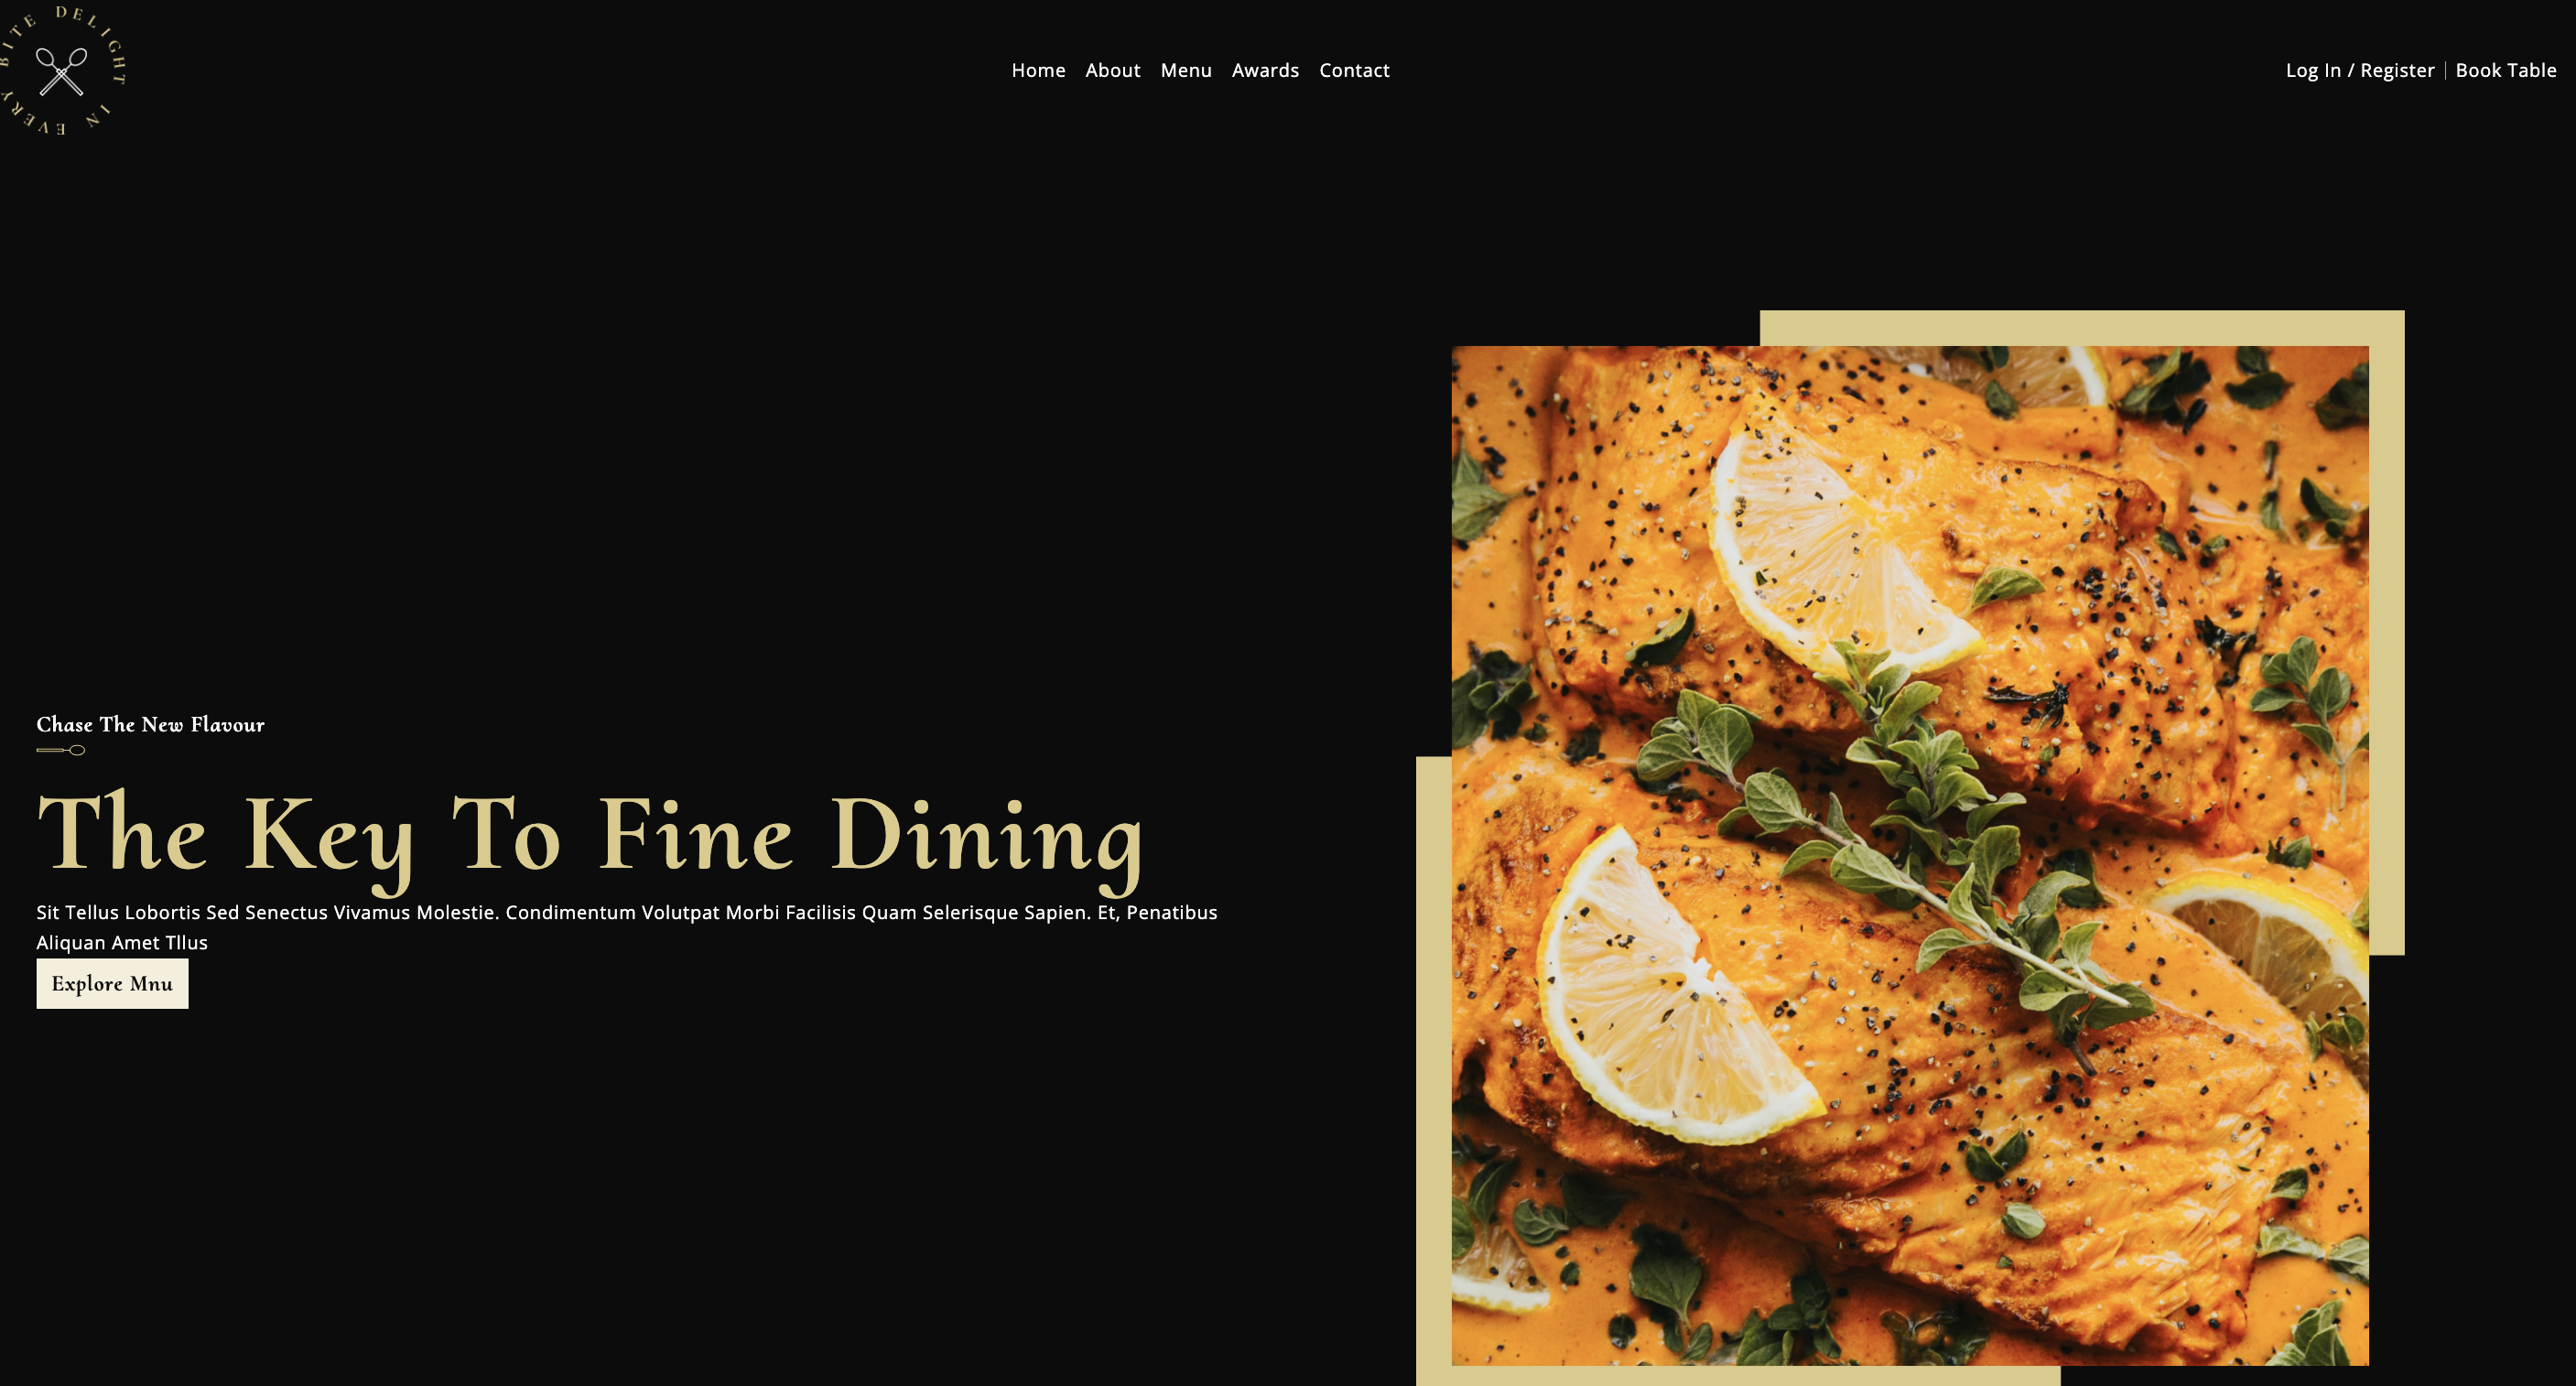 DELIGHT IN EVERY BITE
Home About Menu Awards Contact
Log In / Register Book Table
Chase The New Flavour
The Key To Fine Dining
Sit Tellus Lobortis Sed Senectus Vivamus Molestie. Condimentum Volutpat Morbi Facilisis Quam Selerisque Sapien. Et, Penatibus
Aliquan Amet Tllus
Explore Mnu